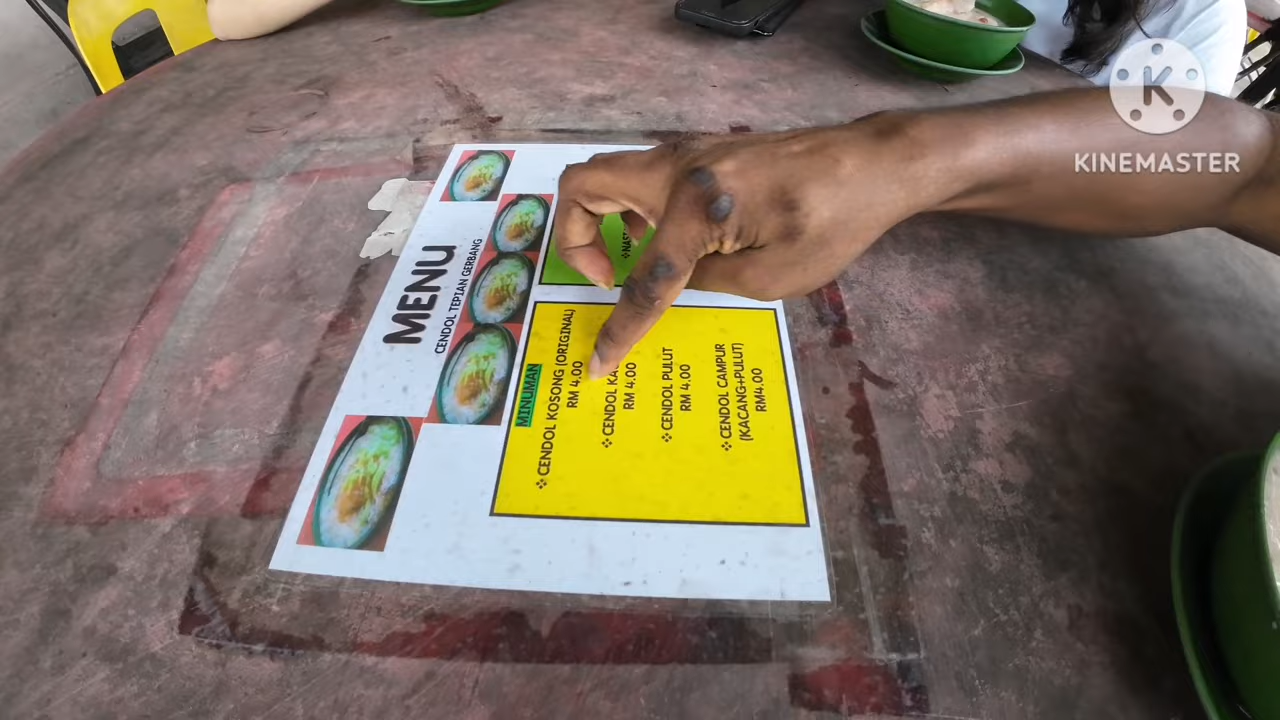 MENU
CENDOL TEPIAN GERBANG
MINUMAN
❖ CENDOL KOSONG (ORIGINAL)
RM 4.00
❖ CENDOL
RM 4.00
❖ CENDOL PULUT
RM 4.00
❖ CENDOL CAMPUR
(KACANG+PULUT)
RM4.00
K
KINEMASTER